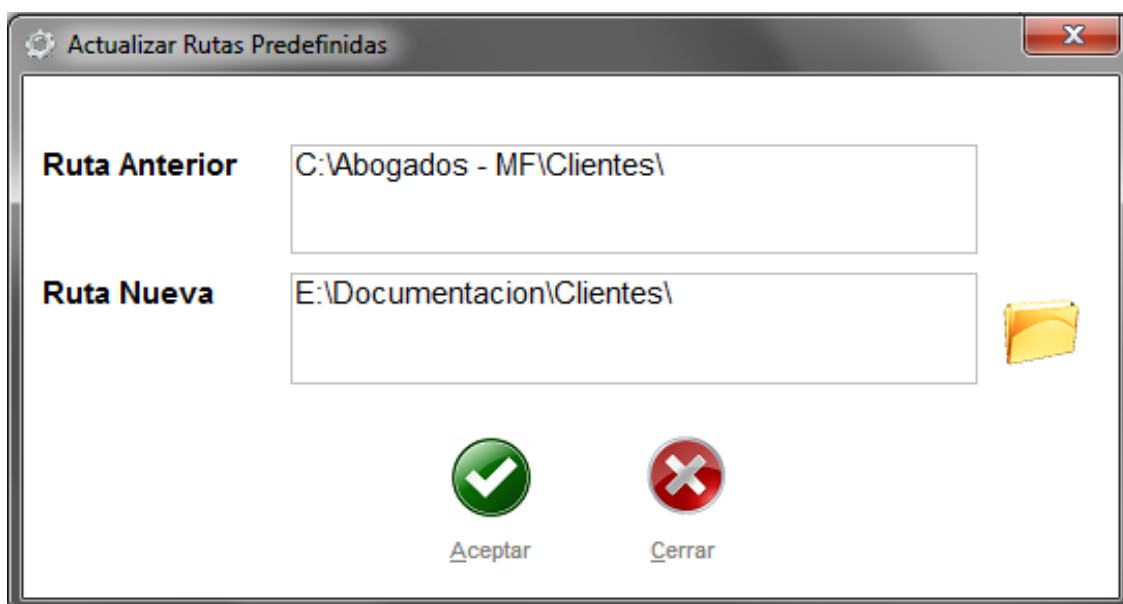 Actualizar Rutas Predefinidas
Ruta Anterior C:\Abogados - MF\Clientes\
Ruta Nueva E:\Documentacion\Clientes\
Aceptar Cerrar